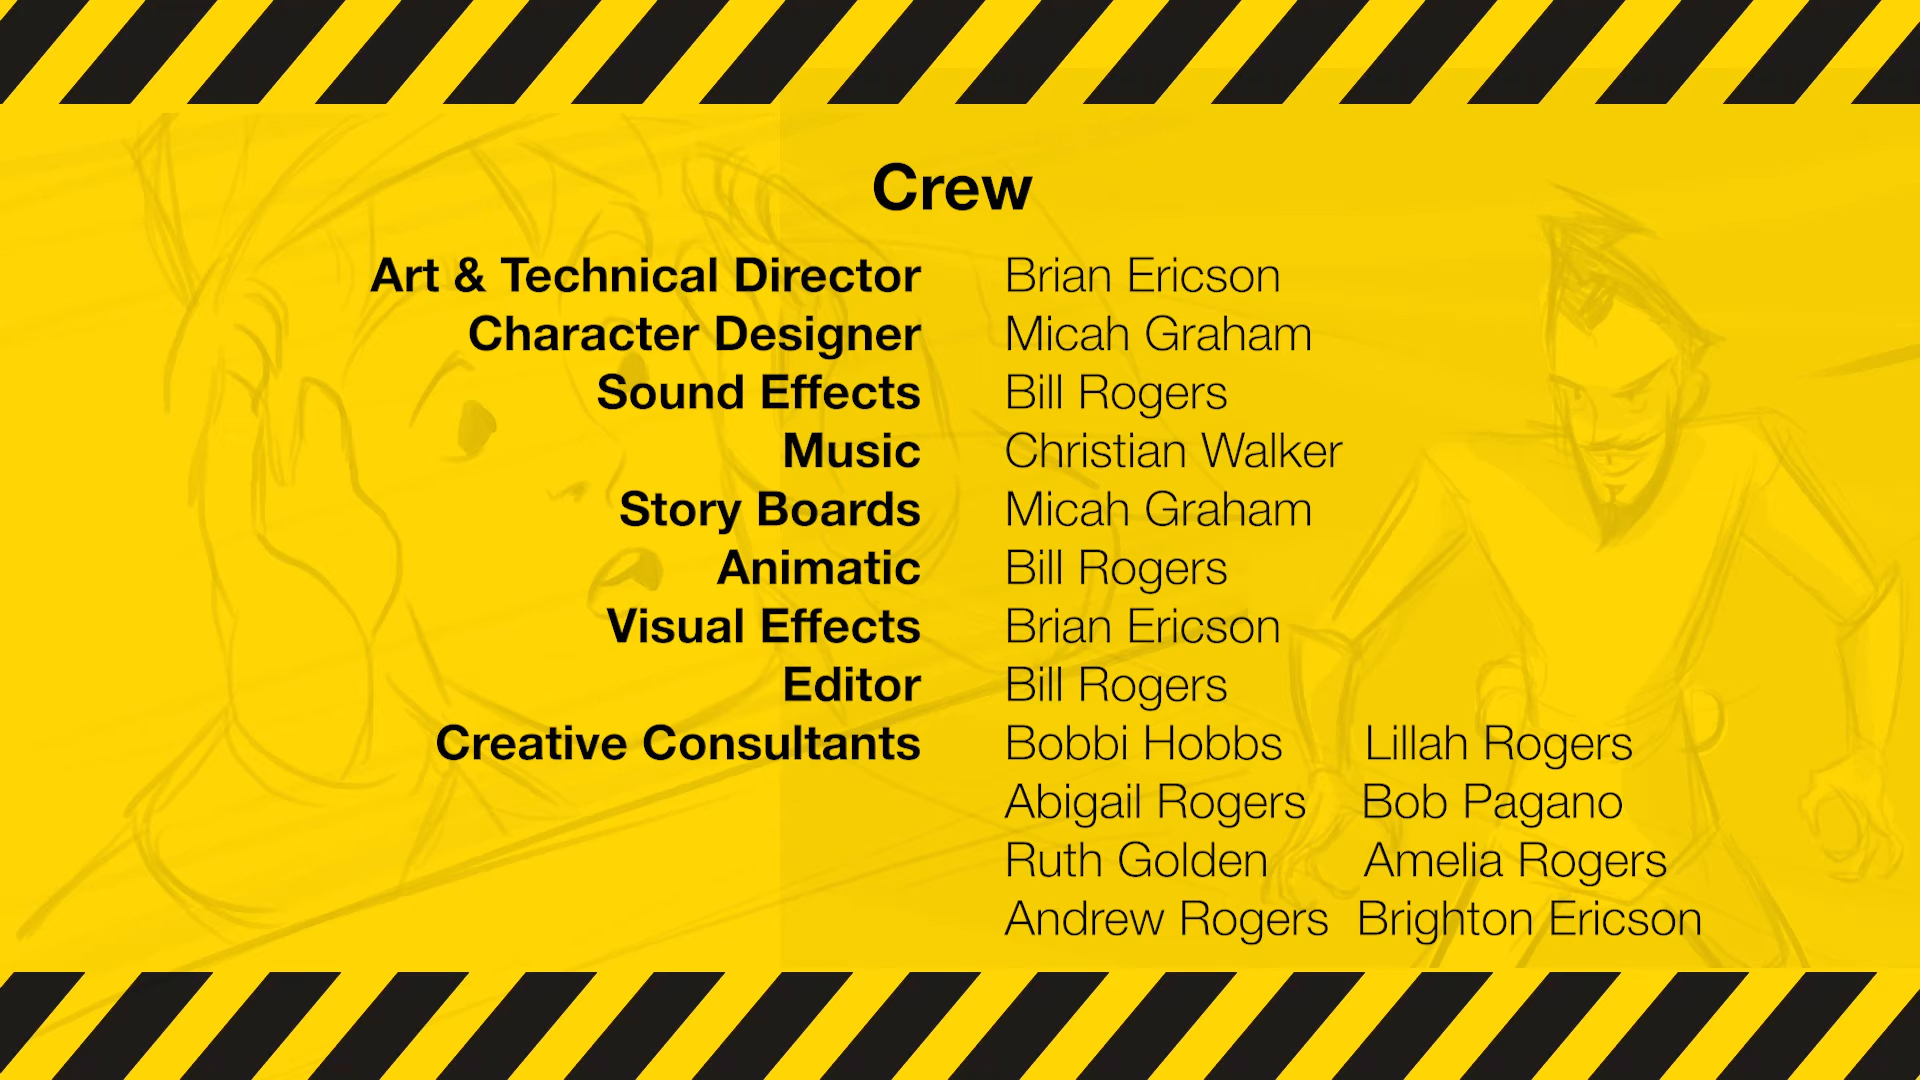 Crew
Art & Technical Director Brian Ericson
Character Designer Micah Graham
Sound Effects Bill Rogers
Music Christian Walker
Story Boards Micah Graham
Animatic Bill Rogers
Visual Effects Brian Ericson
Editor Bill Rogers
Creative Consultants Bobbi Hobbs Lillah Rogers
Abigail Rogers Bob Pagano
Ruth Golden Amelia Rogers
Andrew Rogers Brighton Ericson